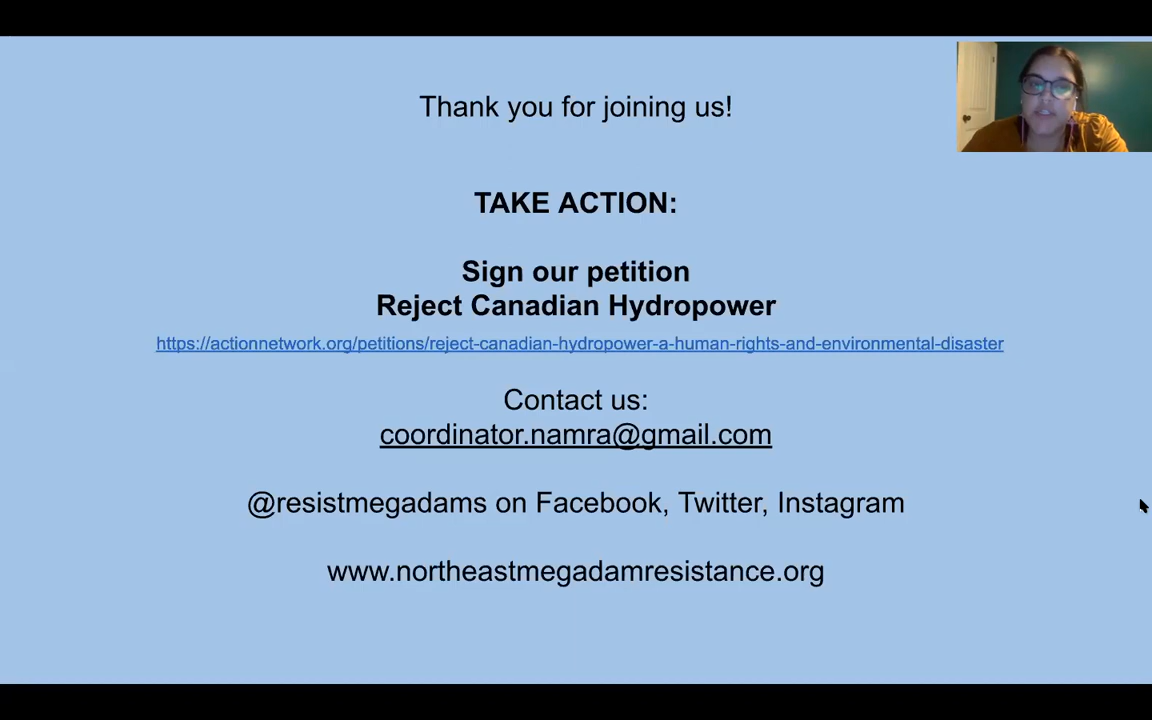 Thank you for joining us!
TAKE ACTION:
Sign our petition
Reject Canadian Hydropower
https://actionnetwork.org/petitions/reject-canadian-hydropower-a-human-rights-and-environmental-disaster
Contact us:
coordinator.namra@gmail.com
@resistmegadams on Facebook, Twitter, Instagram
www.northeastmegadamresistance.org